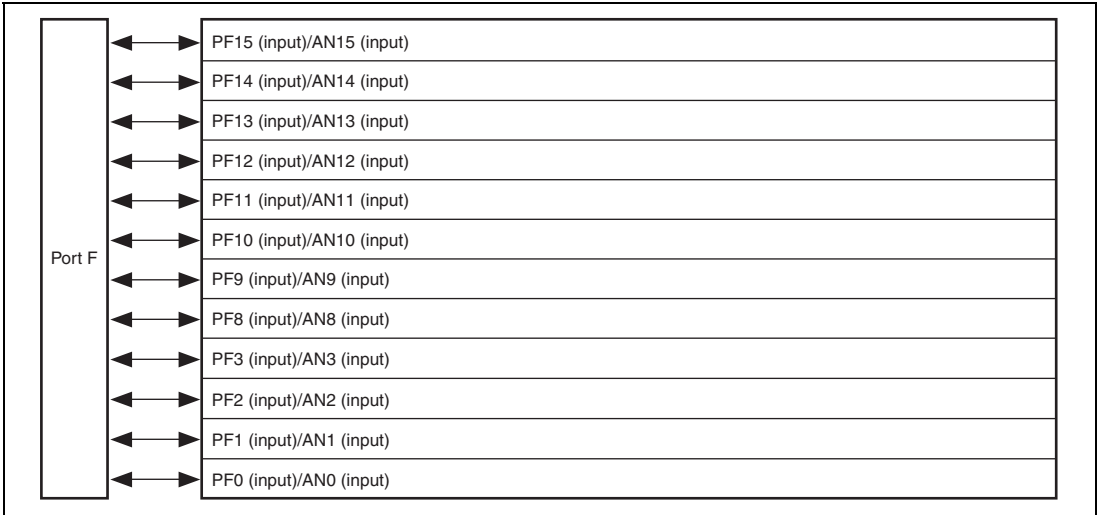 PF15 (input)/AN15 (input)
PF14 (input)/AN14 (input)
PF13 (input)/AN13 (input)
PF12 (input)/AN12 (input)
PF11 (input)/AN11 (input)
PF10 (input)/AN10 (input)
Port F
PF9 (input)/AN9 (input)
PF8 (input)/AN8 (input)
PF3 (input)/AN3 (input)
PF2 (input)/AN2 (input)
PF1 (input)/AN1 (input)
PF0 (input)/AN0 (input)